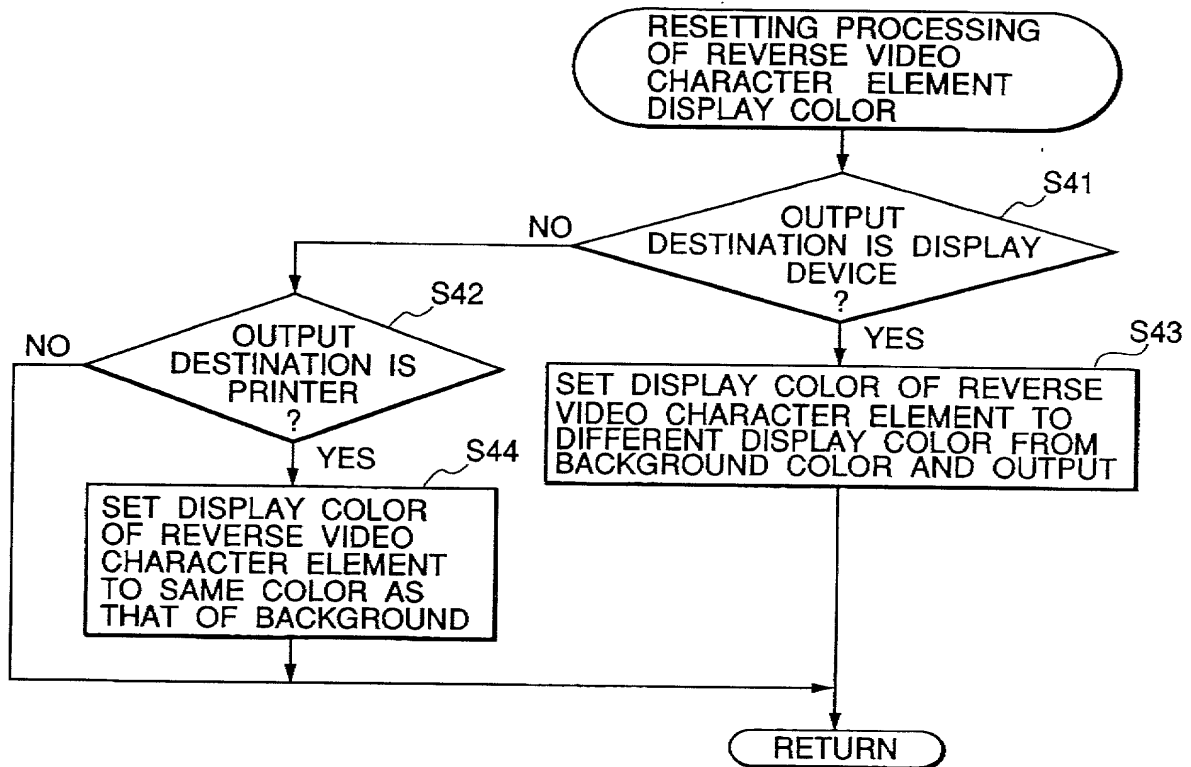 RESETTING PROCESSING
OF REVERSE VIDEO
CHARACTER ELEMENT
DISPLAY COLOR
S41
OUTPUT
DESTINATION IS DISPLAY
DEVICE
?
NO
YES
S42
OUTPUT
DESTINATION IS
PRINTER
?
NO
YES
S43
SET DISPLAY COLOR OF REVERSE
VIDEO CHARACTER ELEMENT TO
DIFFERENT DISPLAY COLOR FROM
BACKGROUND COLOR AND OUTPUT
S44
SET DISPLAY COLOR
OF REVERSE VIDEO
CHARACTER ELEMENT
TO SAME COLOR AS
THAT OF BACKGROUND
RETURN